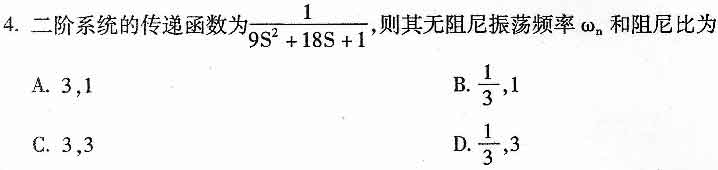 4. 二阶系统的传递函数为 1/(9S² + 18S + 1),则其无阻尼振荡频率 ωₙ 和阻尼比为
A. 3,1 B. 1/3,1
C. 3,3 D. 1/3,3